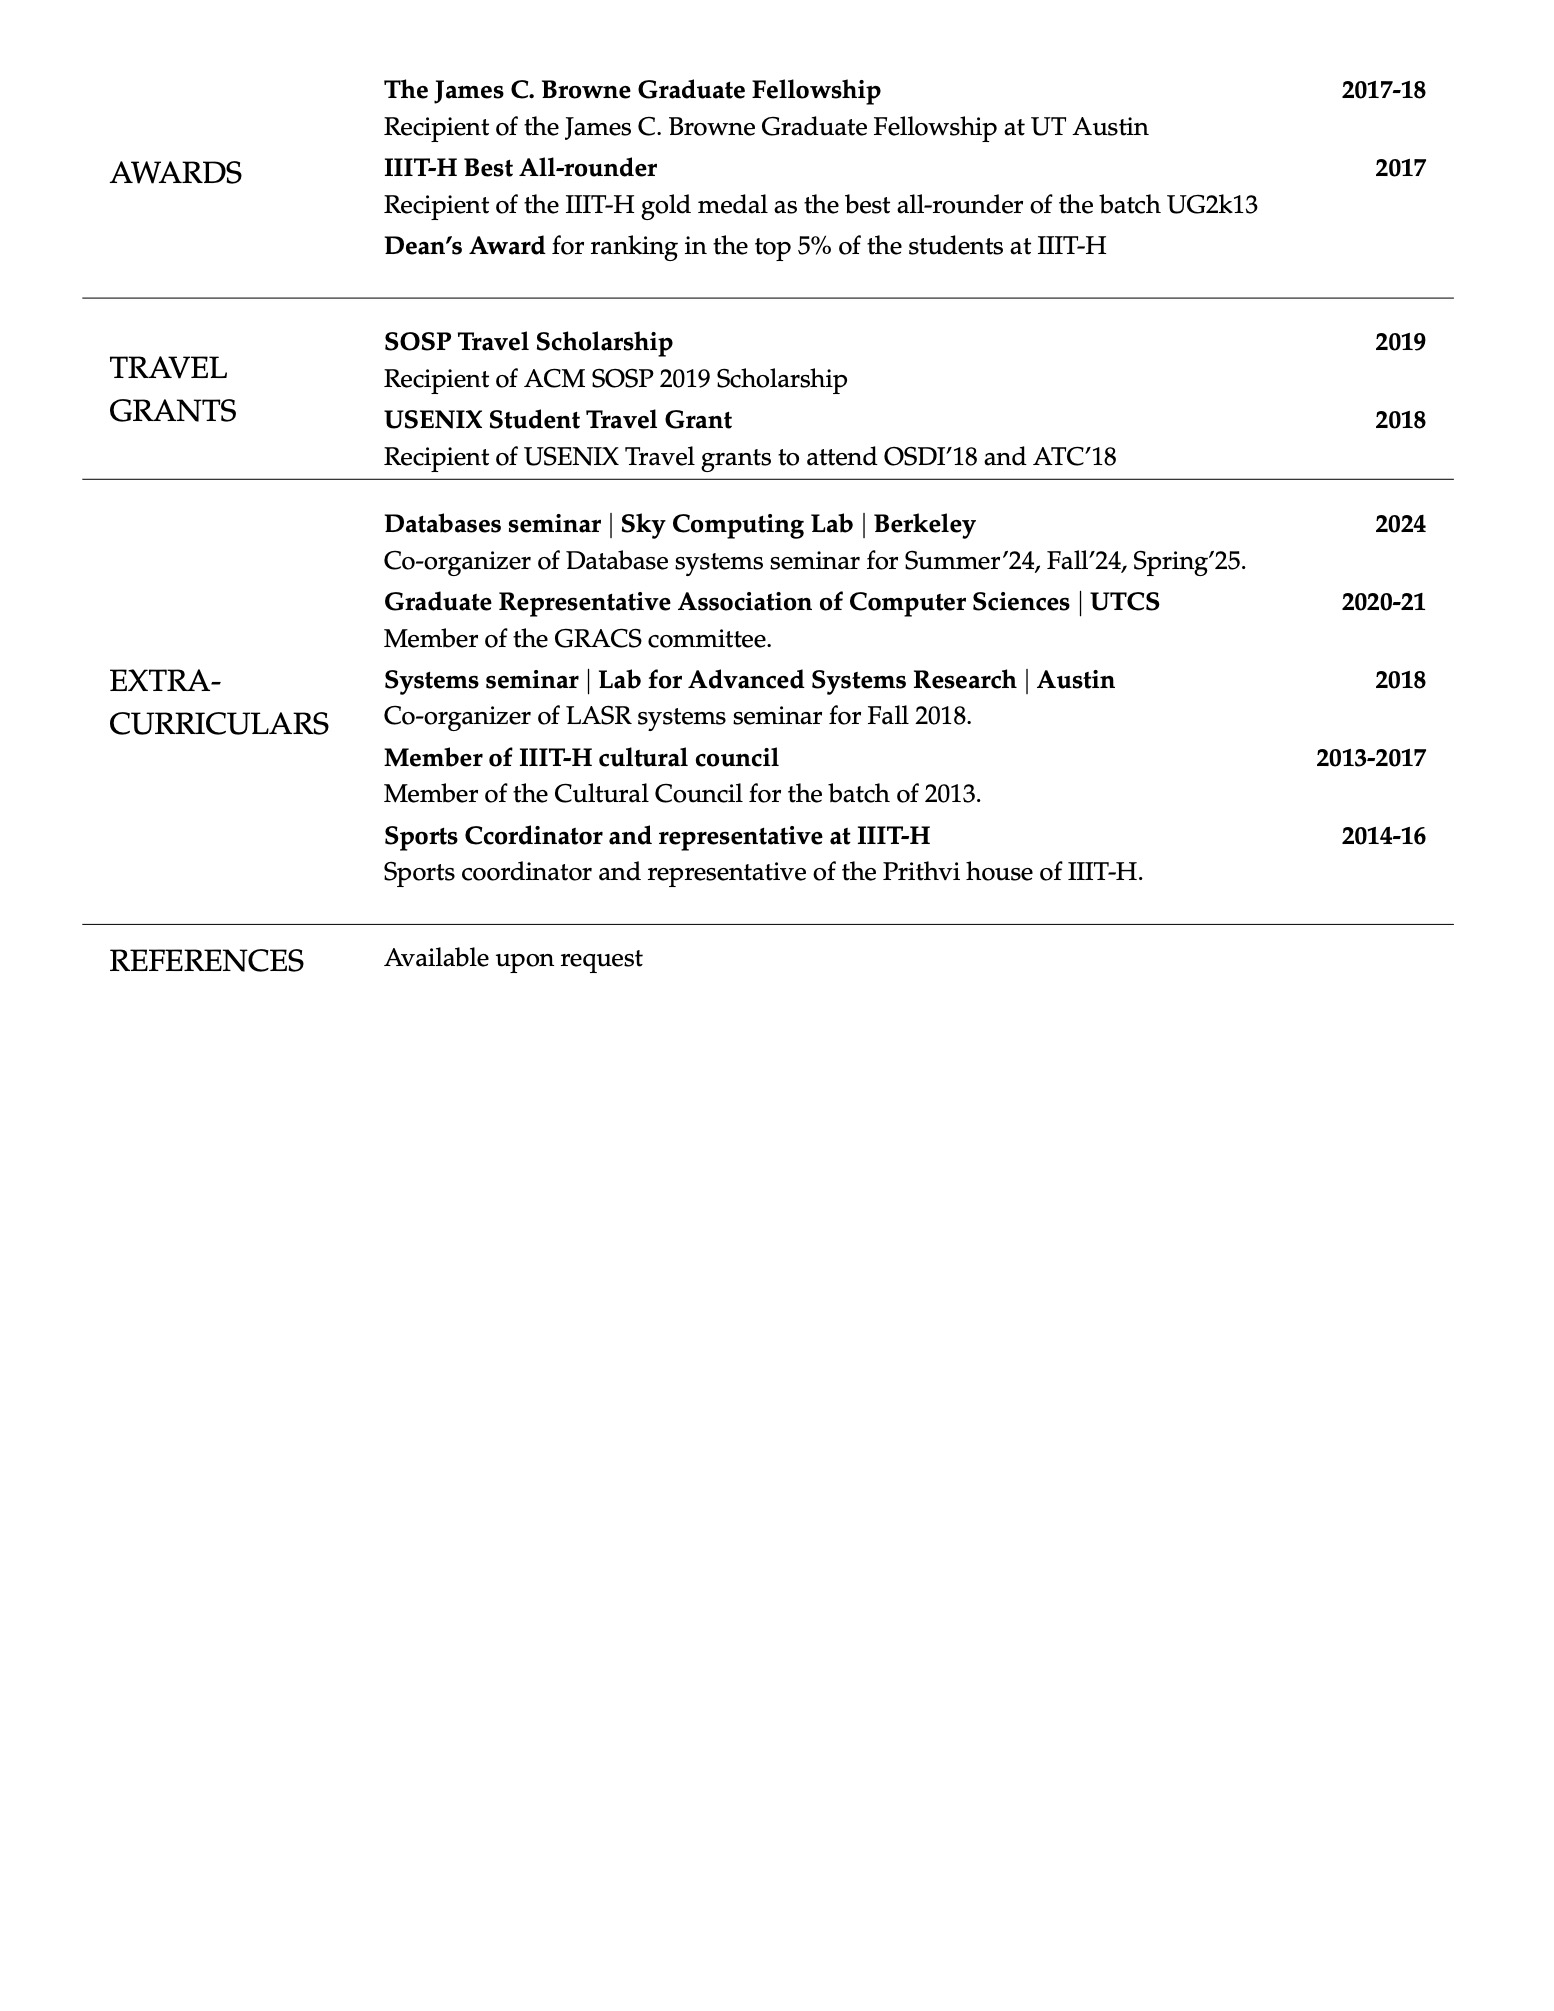 The James C. Browne Graduate Fellowship 2017-18
Recipient of the James C. Browne Graduate Fellowship at UT Austin
AWARDS
IIIT-H Best All-rounder 2017
Recipient of the IIIT-H gold medal as the best all-rounder of the batch UG2k13
Dean's Award for ranking in the top 5% of the students at IIIT-H
TRAVEL
GRANTS
SOSP Travel Scholarship 2019
Recipient of ACM SOSP 2019 Scholarship
USENIX Student Travel Grant 2018
Recipient of USENIX Travel grants to attend OSDI'18 and ATC'18
EXTRA-
CURRICULARS
Databases seminar | Sky Computing Lab | Berkeley 2024
Co-organizer of Database systems seminar for Summer'24, Fall'24, Spring'25.
Graduate Representative Association of Computer Sciences | UTCS 2020-21
Member of the GRACS committee.
Systems seminar | Lab for Advanced Systems Research | Austin 2018
Co-organizer of LASR systems seminar for Fall 2018.
Member of IIIT-H cultural council 2013-2017
Member of the Cultural Council for the batch of 2013.
Sports Ccordinator and representative at IIIT-H 2014-16
Sports coordinator and representative of the Prithvi house of IIIT-H.
REFERENCES
Available upon request